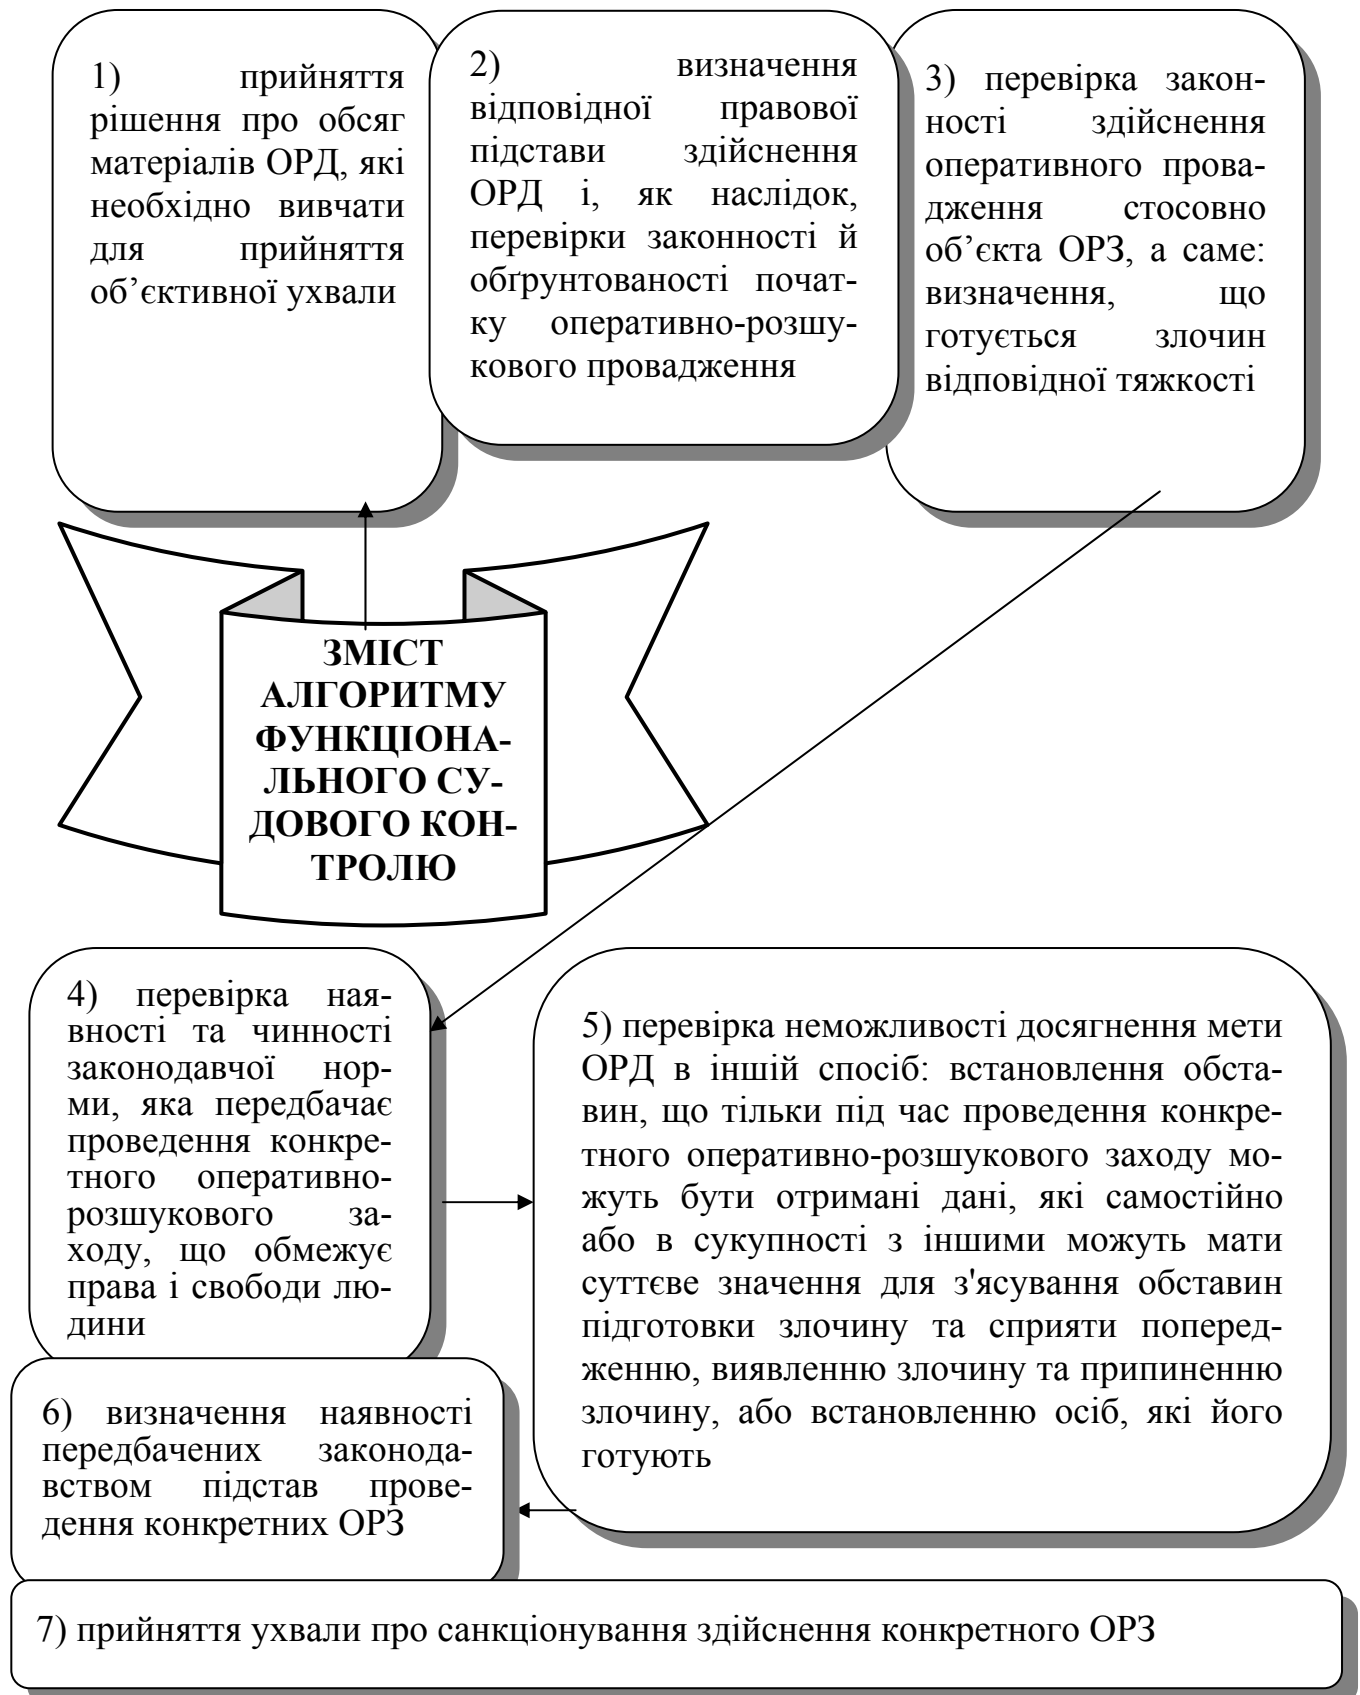 1) прийняття
рішення про обсяг
матеріалів ОРД, які
необхідно вивчати
для прийняття
об’єктивної ухвали
2) визначення
відповідної правової
підстави здійснення
ОРД і, як наслідок,
перевірки законності й
обґрунтованості почат-
ку оперативно-розшу-
кового провадження
3) перевірка закон-
ності здійснення
оперативного прова-
дження стосовно
об’єкта ОРЗ, а саме:
визначення, що
готується злочин
відповідної тяжкості
ЗМІСТ
АЛГОРИТМУ
ФУНКЦІОНА-
ЛЬНОГО СУ-
ДОВОГО КОН-
ТРОЛЮ
4) перевірка ная-
вності та чинності
законодавчої нор-
ми, яка передбачає
проведення конкре-
тного оперативно-
розшукового за-
ходу, що обмежує
права і свободи лю-
дини
5) перевірка неможливості досягнення мети
ОРД в іншій спосіб: встановлення обста-
вин, що тільки під час проведення конкре-
тного оперативно-розшукового заходу мо-
жуть бути отримані дані, які самостійно
або в сукупності з іншими можуть мати
суттєве значення для з'ясування обставин
підготовки злочину та сприяти поперед-
женню, виявленню злочину та припиненню
злочину, або встановленню осіб, які його
готують
6) визначення наявності
передбачених законода-
вством підстав прове-
дення конкретних ОРЗ
7) прийняття ухвали про санкціонування здійснення конкретного ОРЗ